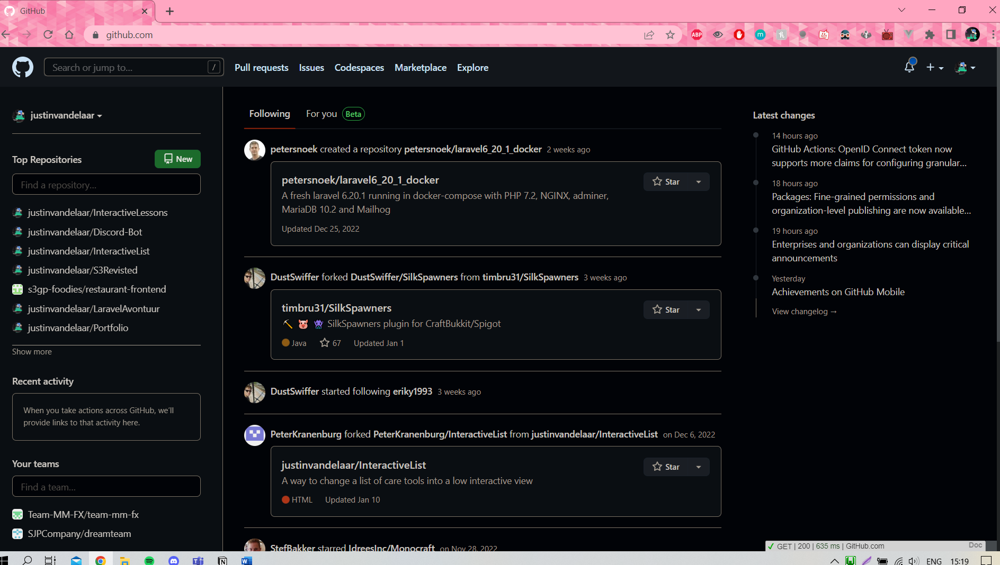 GitHub
github.com
ABP
m
Search or jump to...
/
Pull requests
Issues
Codespaces
Marketplace
Explore
justinvandelaar
Top Repositories
New
Find a repository...
justinvandelaar/InteractiveLessons
justinvandelaar/Discord-Bot
justinvandelaar/InteractiveList
justinvandelaar/S3Revisted
s3gp-foodies/restaurant-frontend
justinvandelaar/LaravelAvontuur
justinvandelaar/Portfolio
Show more
Recent activity
When you take actions across GitHub, we'll
provide links to that activity here.
Your teams
Find a team...
Team-MM-FX/team-mm-fx
SJPCompany/dreamteam
Following
For you Beta
petersnoek created a repository petersnoek/laravel6_20_1_docker 2 weeks ago
petersnoek/laravel6_20_1_docker
Star
A fresh laravel 6.20.1 running in docker-compose with PHP 7.2, NGINX, adminer,
MariaDB 10.2 and Mailhog
Updated Dec 25, 2022
DustSwiffer forked DustSwiffer/SilkSpawners from timbru31/SilkSpawners 3 weeks ago
timbru31/SilkSpawners
Star
SilkSpawners plugin for CraftBukkit/Spigot
Java 67 Updated Jan 1
DustSwiffer started following eriky1993 3 weeks ago
PeterKranenburg forked PeterKranenburg/InteractiveList from justinvandelaar/InteractiveList on Dec 6, 2022
justinvandelaar/InteractiveList
Star
A way to change a list of care tools into a low interactive view
HTML Updated Jan 10
StefBakker starred IdreesInc/Monocraft on Nov 28, 2022
Latest changes
14 hours ago
GitHub Actions: OpenID Connect token now
supports more claims for configuring granular...
18 hours ago
Packages: Fine-grained permissions and
organization-level publishing are now available...
19 hours ago
Enterprises and organizations can display critical
announcements
Yesterday
Achievements on GitHub Mobile
View changelog →
GET | 200 | 635 ms | GitHub.com
Doc
ENG
15:19